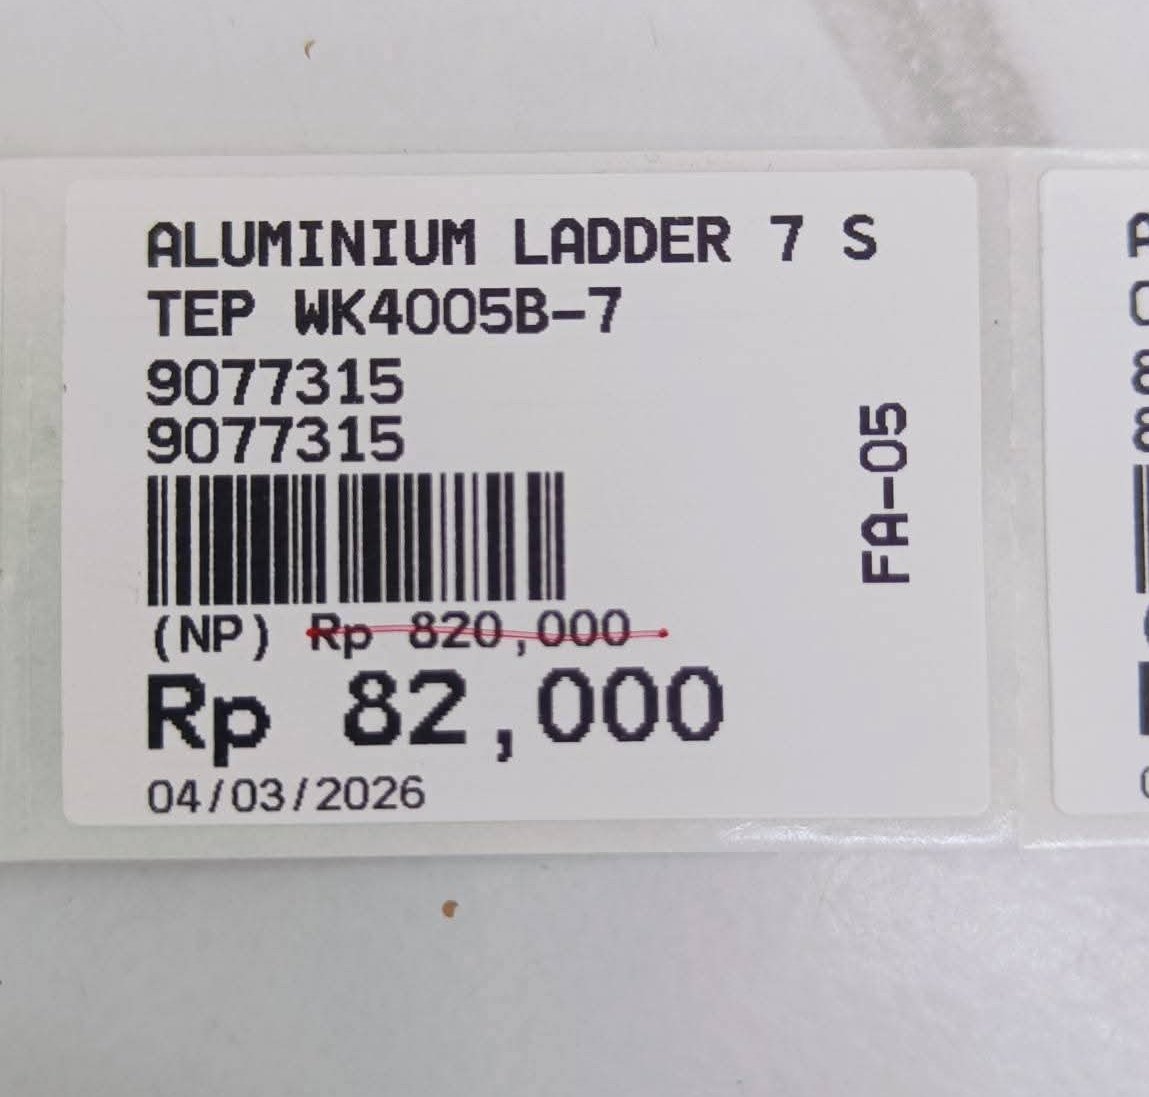 ALUMINIUM LADDER 7 S
TEP WK4005B-7
9077315
9077315
FA-05
(NP) Rp 820,000
Rp 82,000
04/03/2026